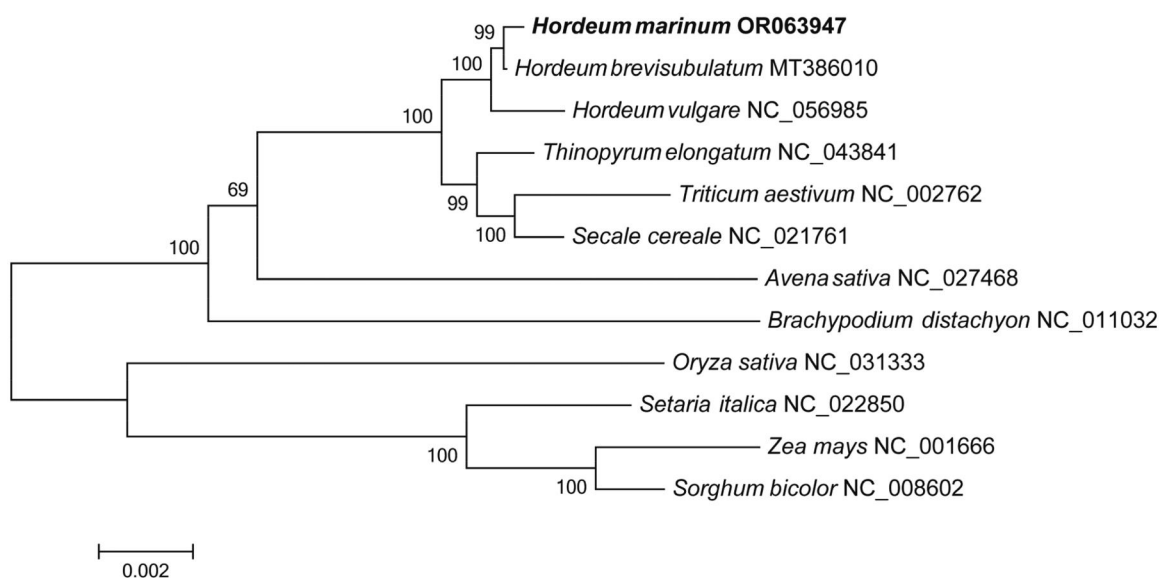 99
Hordeum marinum OR063947
100
Hordeum brevisubulatum MT386010
Hordeum vulgare NC_056985
100
Thinopyrum elongatum NC_043841
69
99
Triticum aestivum NC_002762
100
Secale cereale NC_021761
100
Avena sativa NC_027468
Brachypodium distachyon NC_011032
Oryza sativa NC_031333
Setaria italica NC_022850
100
Zea mays NC_001666
100
Sorghum bicolor NC_008602
0.002